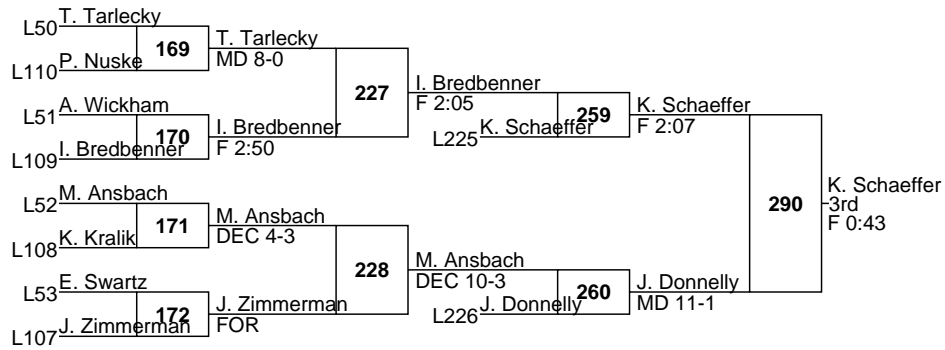 L50 T. Tarlecky
169
L110 P. Nuske
T. Tarlecky
MD 8-0
227
L51 A. Wickham
170
L109 I. Bredbenner
I. Bredbenner
F 2:50
I. Bredbenner
F 2:05
259
L225 K. Schaeffer
K. Schaeffer
F 2:07
L52 M. Ansbach
171
L108 K. Kralik
M. Ansbach
DEC 4-3
228
L53 E. Swartz
172
L107 J. Zimmerman
J. Zimmerman
FOR
M. Ansbach
DEC 10-3
260
L226 J. Donnelly
J. Donnelly
MD 11-1
290
K. Schaeffer
3rd
F 0:43